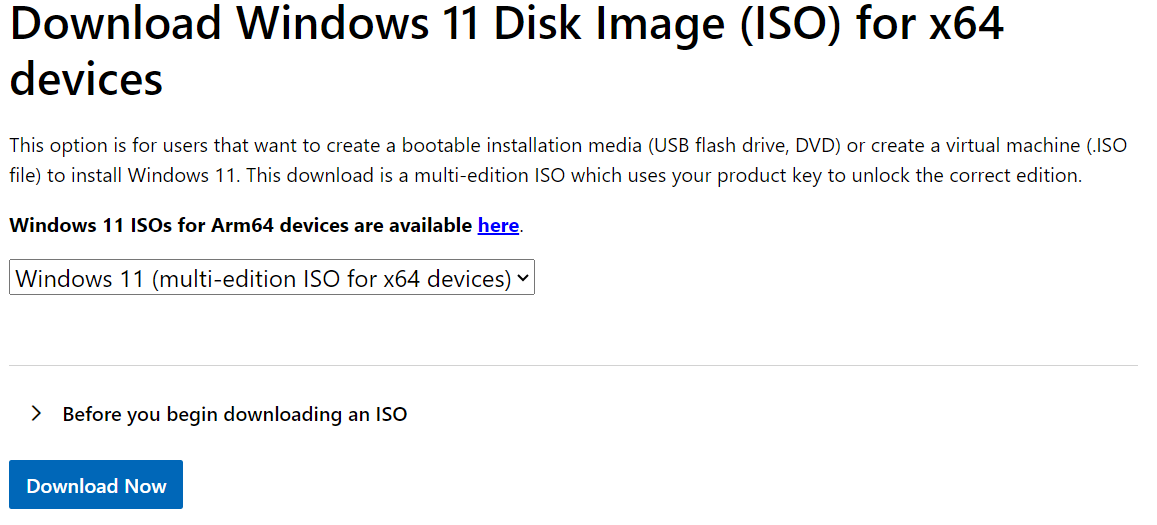 Download Windows 11 Disk Image (ISO) for x64
devices
This option is for users that want to create a bootable installation media (USB flash drive, DVD) or create a virtual machine (.ISO
file) to install Windows 11. This download is a multi-edition ISO which uses your product key to unlock the correct edition.
Windows 11 ISOs for Arm64 devices are available here.
Windows 11 (multi-edition ISO for x64 devices)
Before you begin downloading an ISO
Download Now